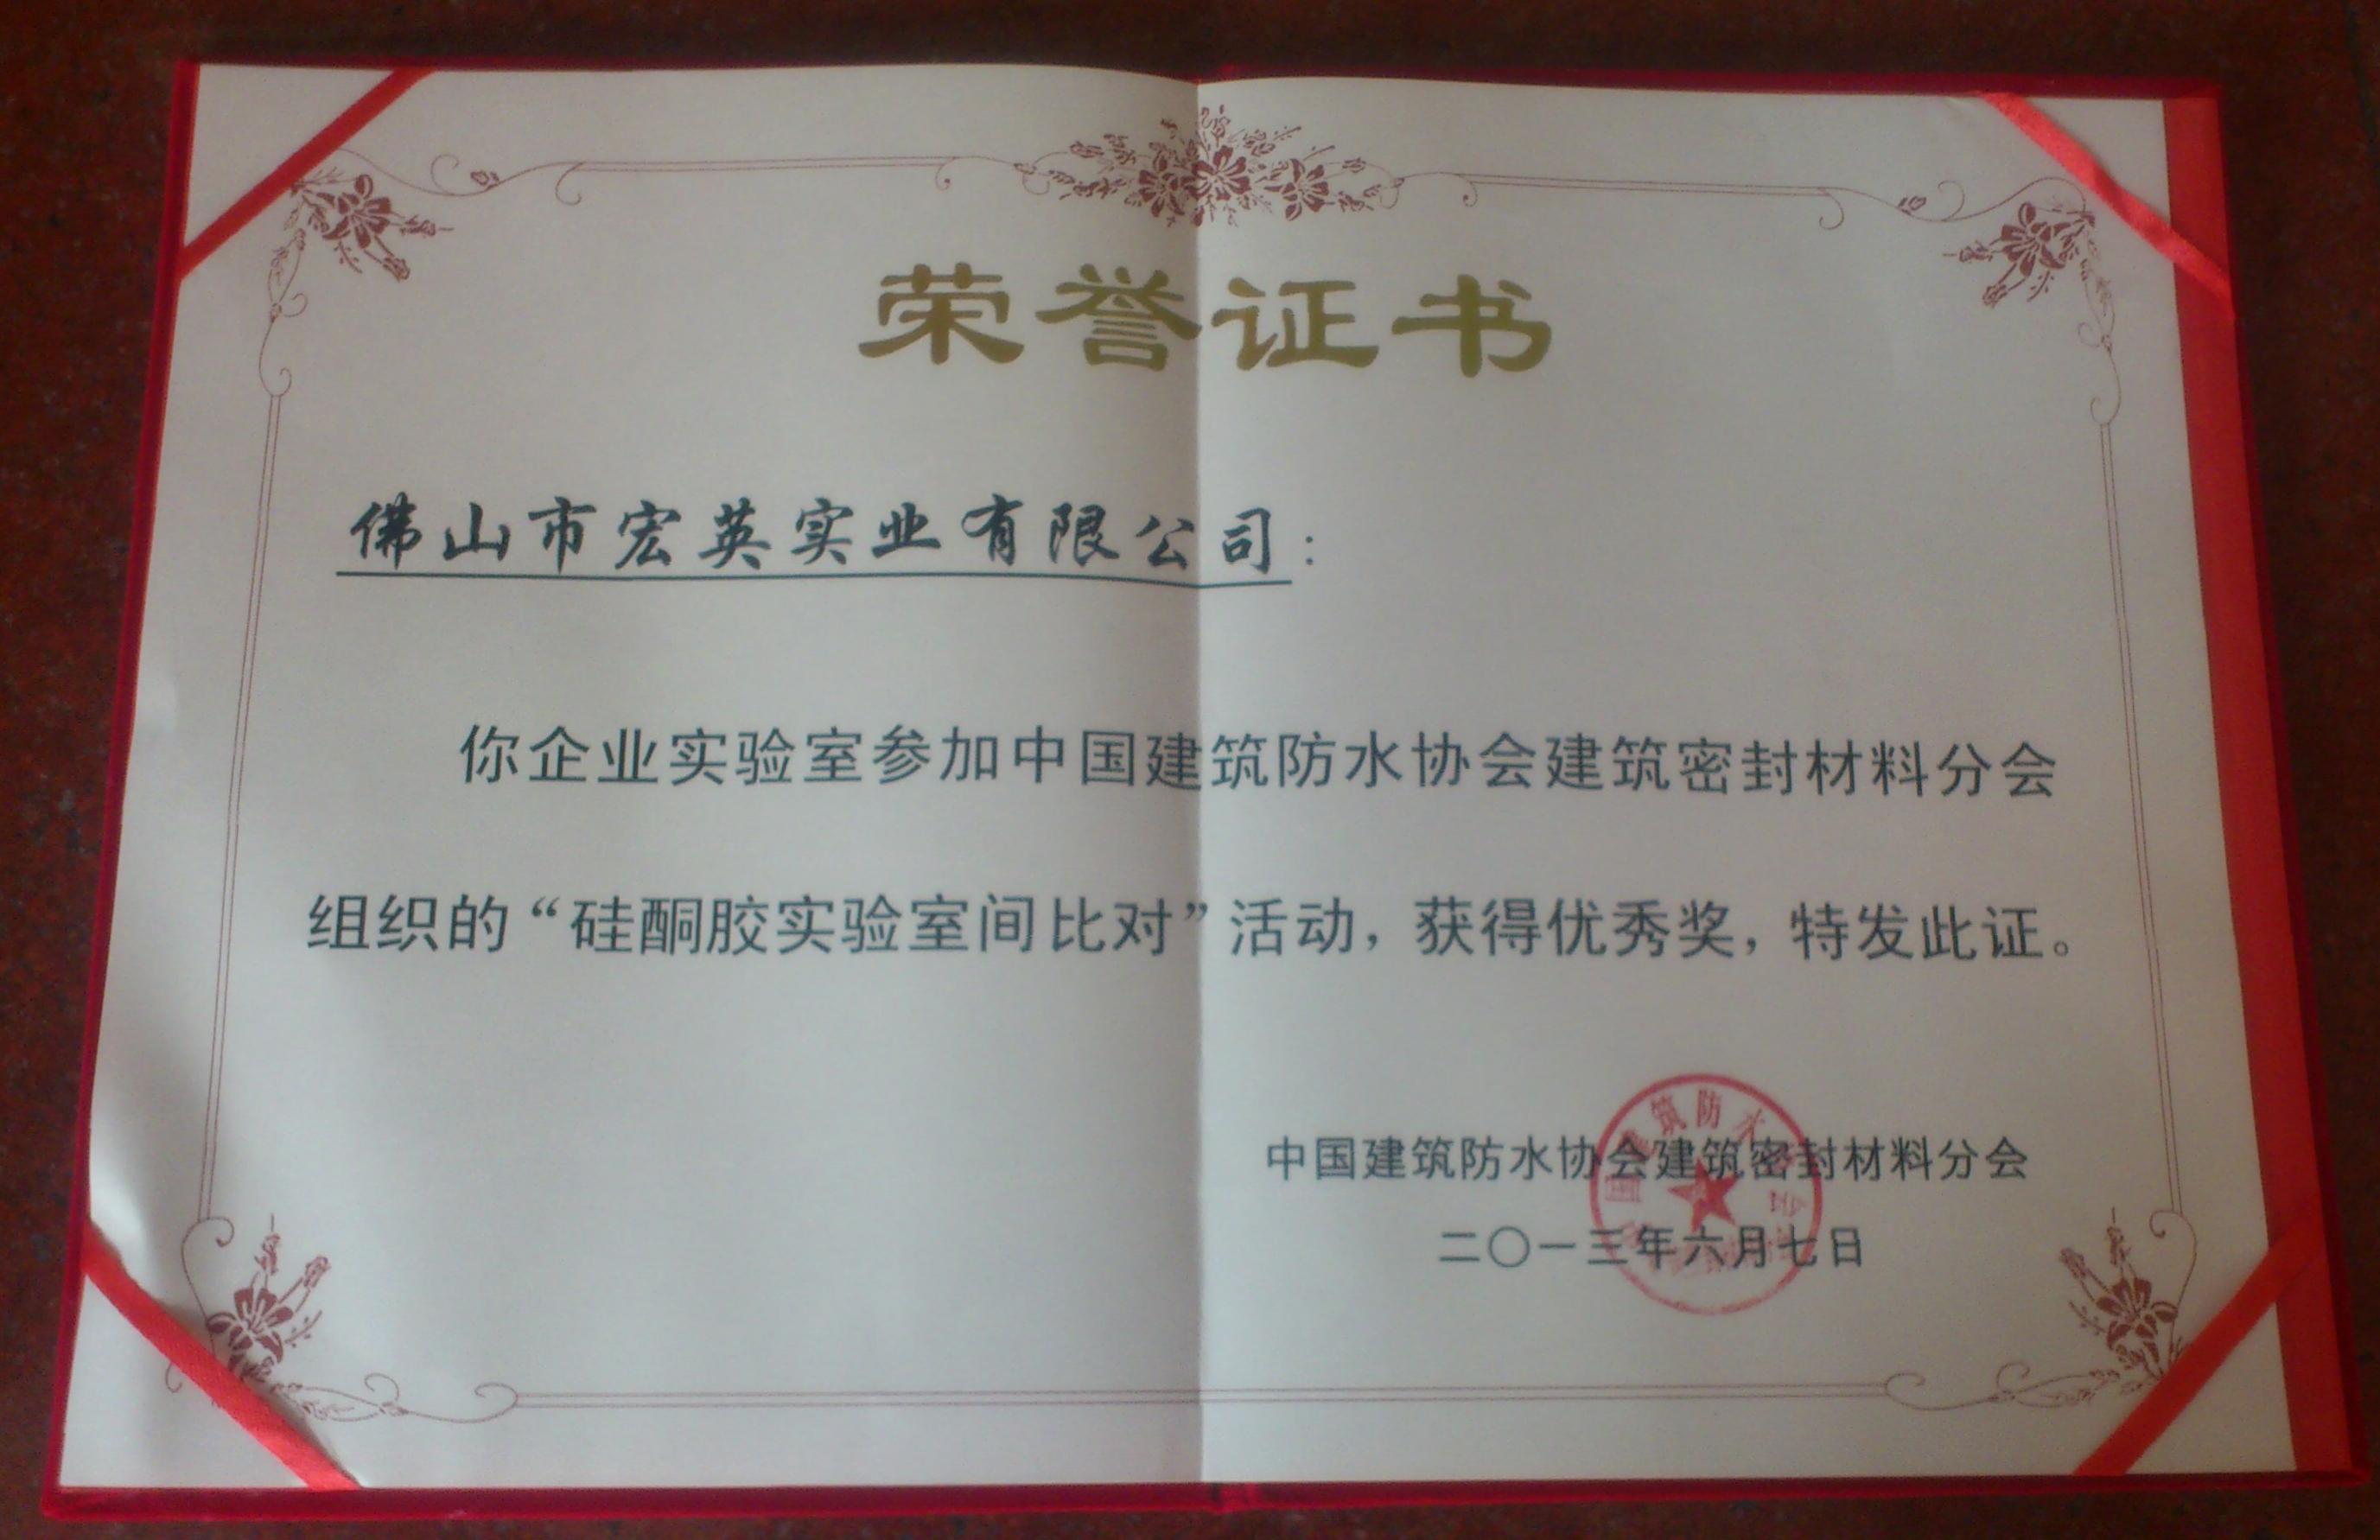 荣誉证书
佛山市宏英实业有限公司：
你企业实验室参加中国建筑防水协会建筑密封材料分会
组织的“硅酮胶实验室间比对”活动，获得优秀奖，特发此证。
中国建筑防水协会建筑密封材料分会
二〇一三年六月七日